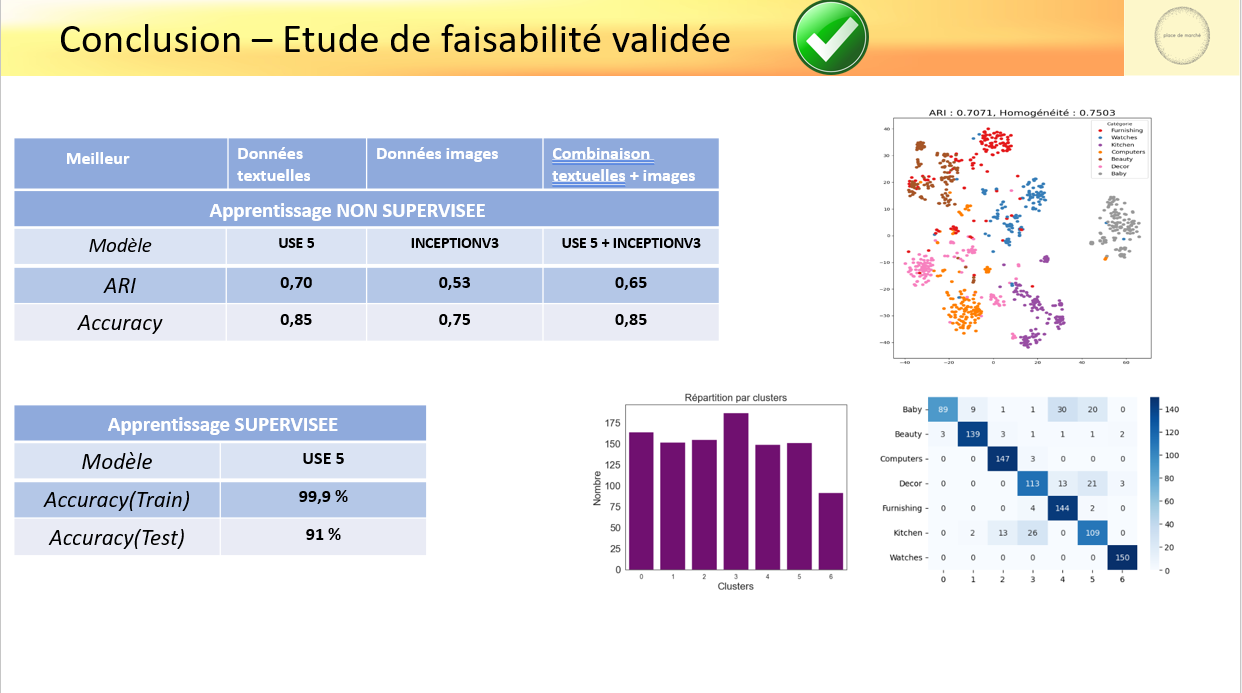 Conclusion – Etude de faisabilité validée
place de marché
Meilleur
Données
textuelles
Données images
Combinaison
textuelles + images
Apprentissage NON SUPERVISEE
Modèle
USE 5
INCEPTIONV3
USE 5 + INCEPTIONV3
ARI
0,70
0,53
0,65
Accuracy
0,85
0,75
0,85
ARI : 0.7071, Homogénéité : 0.7503
Catégorie
Furnishing
Watches
Kitchen
Computers
Beauty
Decor
Baby
40
30
20
10
0
−10
−20
−30
−40
−40 −20 0 20 40 60
Apprentissage SUPERVISEE
Modèle
USE 5
Accuracy(Train)
99,9 %
Accuracy(Test)
91 %
Répartition par clusters
Nombre
175
150
125
100
75
50
25
0
0 1 2 3 4 5 6
Clusters
Baby 89 9 1 1 30 20 0
Beauty 3 139 3 1 1 1 2
Computers 0 0 147 3 0 0 0
Decor 0 0 0 113 13 21 3
Furnishing 0 0 0 4 144 2 0
Kitchen 0 2 13 26 0 109 0
Watches 0 0 0 0 0 0 150
0 1 2 3 4 5 6
140
120
100
80
60
40
20
0